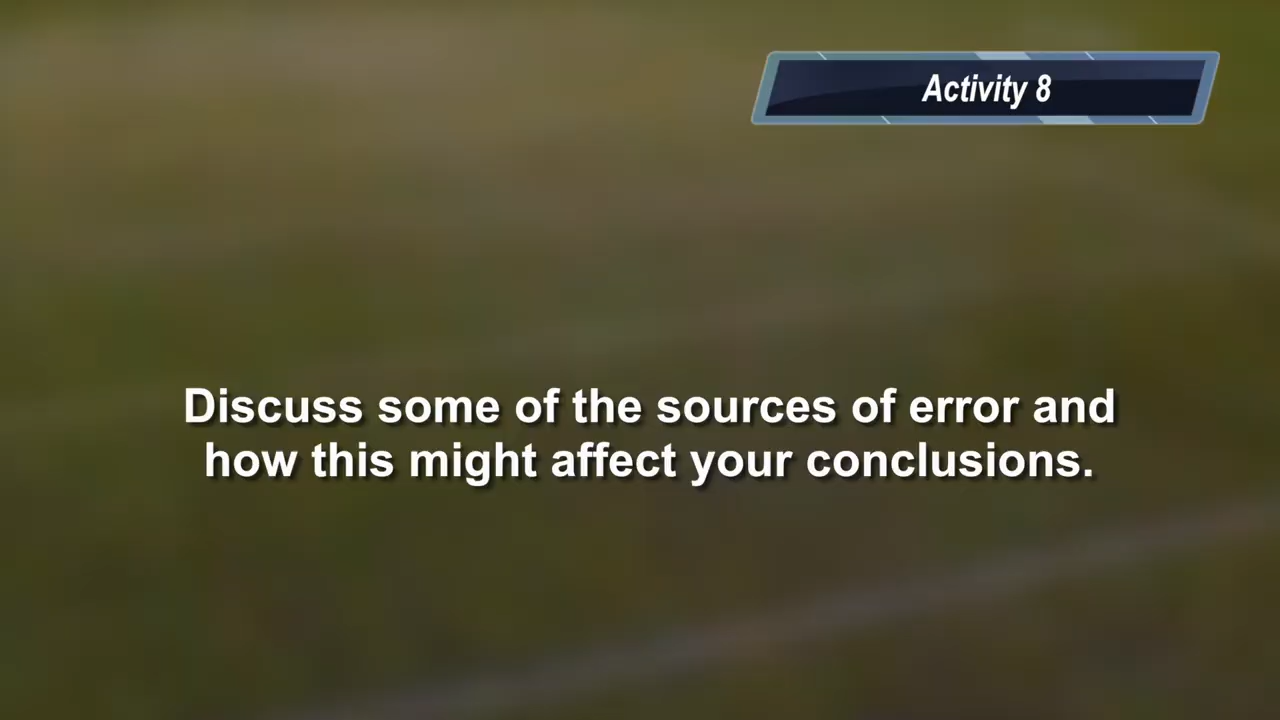 Activity 8
Discuss some of the sources of error and
how this might affect your conclusions.